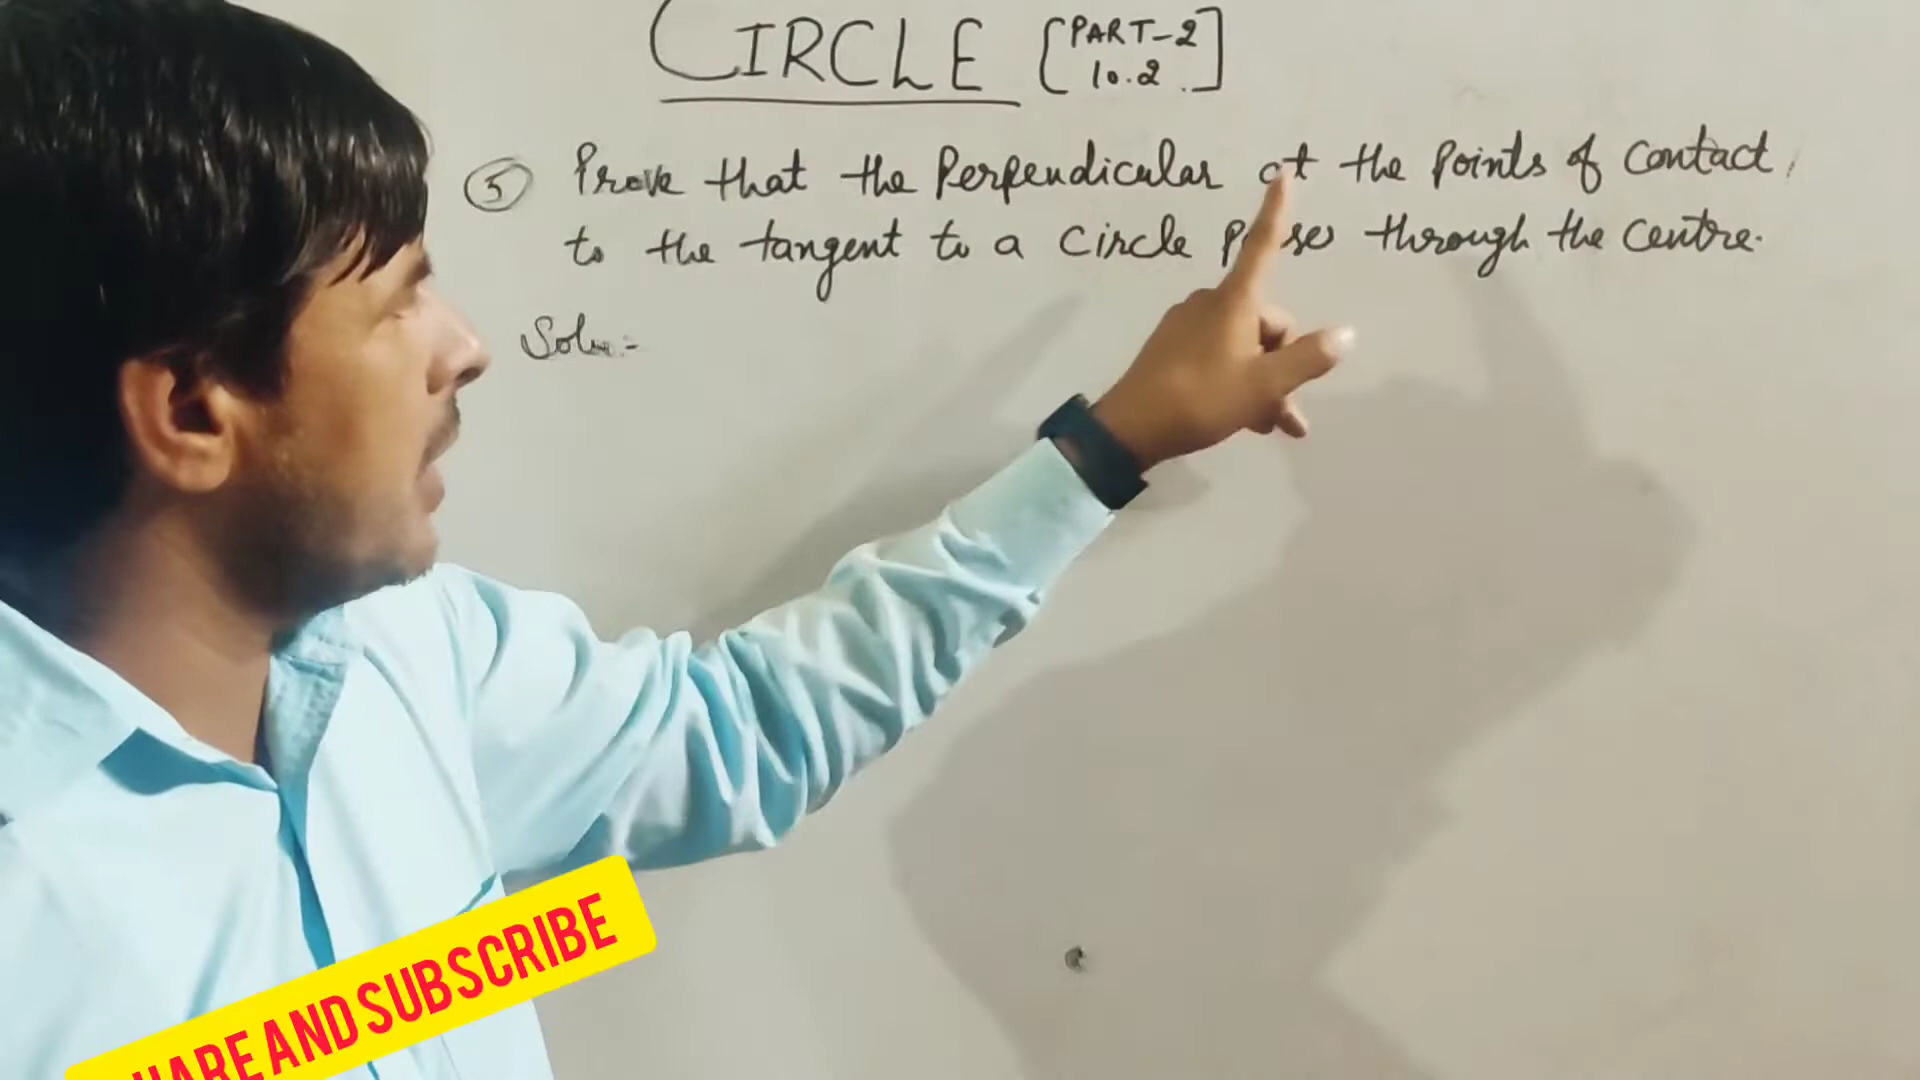 CIRCLE [PART-2
10.2.]
⑤ Prove that the Perpendicular at the Points of Contact
to the tangent to a Circle passes through the Centre.
Soln:-
HARE AND SUBSCRIBE